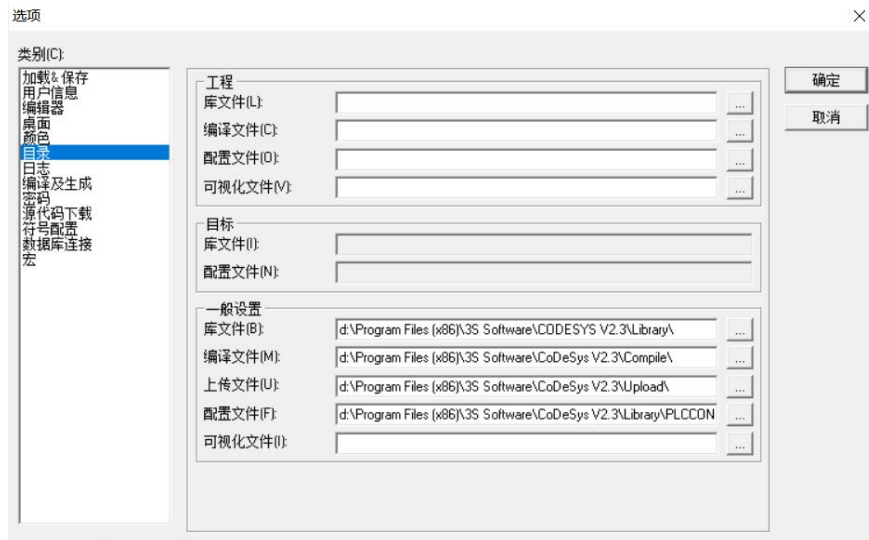 选项
类别(C):
加载& 保存
用户信息
编辑器
桌面
颜色
目录
日志
编译及生成
密码
源代码下载
符号配置
数据库连接
宏
工程
库文件(L):
...
编译文件(C):
...
配置文件(O):
...
可视化文件(V):
...
目标
库文件(I):
配置文件(N):
一般设置
库文件(B): d:\Program Files (x86)\3S Software\CODESYS V2.3\Library\ ...
编译文件(M): d:\Program Files (x86)\3S Software\CoDeSys V2.3\Compile\ ...
上传文件(U): d:\Program Files (x86)\3S Software\CoDeSys V2.3\Upload\ ...
配置文件(F): d:\Program Files (x86)\3S Software\CoDeSys V2.3\Library\PLCCON ...
可视化文件(I): ...
确定
取消